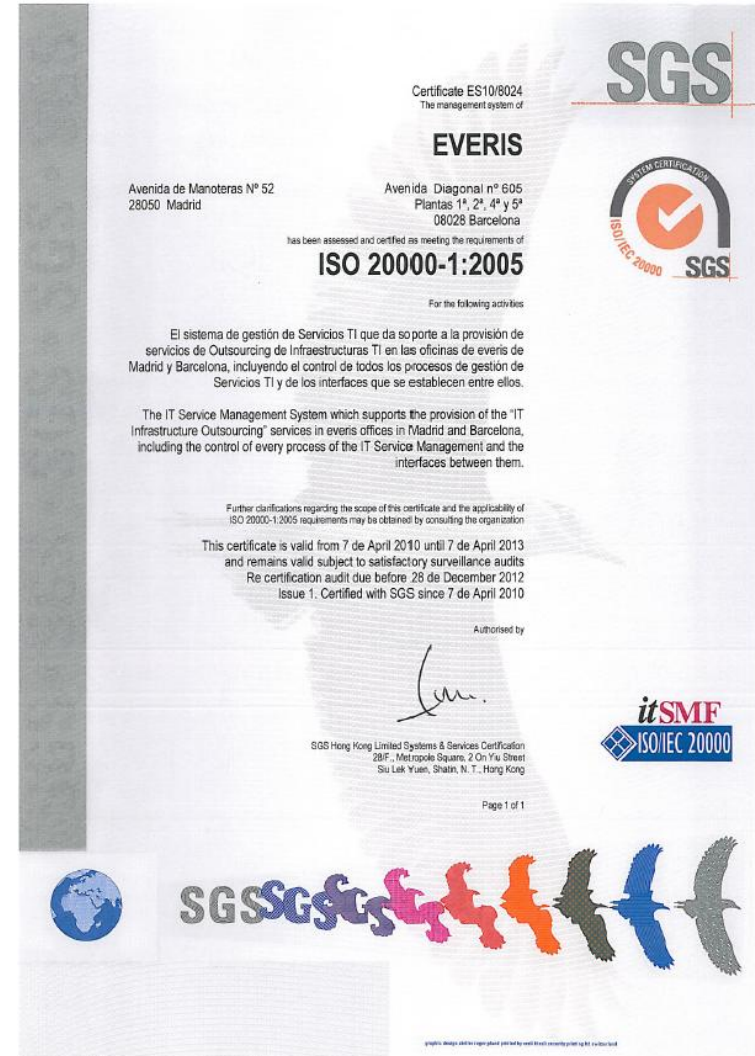 SGS
Certificate ES10/8024
The management system of
EVERIS
Avenida de Manoteras Nº 52
28050 Madrid
Avenida Diagonal nº 605
Plantas 1ª, 2ª, 4ª y 5ª
08028 Barcelona
SYSTEM CERTIFICATION
ISO/IEC 20000
SGS
has been assessed and certified as meeting the requirements of
ISO 20000-1:2005
For the following activities
El sistema de gestión de Servicios TI que da soporte a la provisión de
servicios de Outsourcing de Infraestructuras TI en las oficinas de everis de
Madrid y Barcelona, incluyendo el control de todos los procesos de gestión de
Servicios TI y de los interfaces que se establecen entre ellos.
The IT Service Management System which supports the provision of the “IT
Infrastructure Outsourcing” services in everis offices in Madrid and Barcelona,
including the control of every process of the IT Service Management and the
interfaces between them.
Further clarifications regarding the scope of this certificate and the applicability of
ISO 20000-1:2005 requirements may be obtained by consulting the organization
This certificate is valid from 7 de April 2010 until 7 de April 2013
and remains valid subject to satisfactory surveillance audits
Re certification audit due before 28 de December 2012
Issue 1. Certified with SGS since 7 de April 2010
Authorised by
itSMF
ISO/IEC 20000
SGS Hong Kong Limited Systems & Services Certification
28/F., Metropole Square, 2 On Yiu Street
Siu Lek Yuen, Shatin, N. T., Hong Kong
Page 1 of 1
SGSSGSSGS